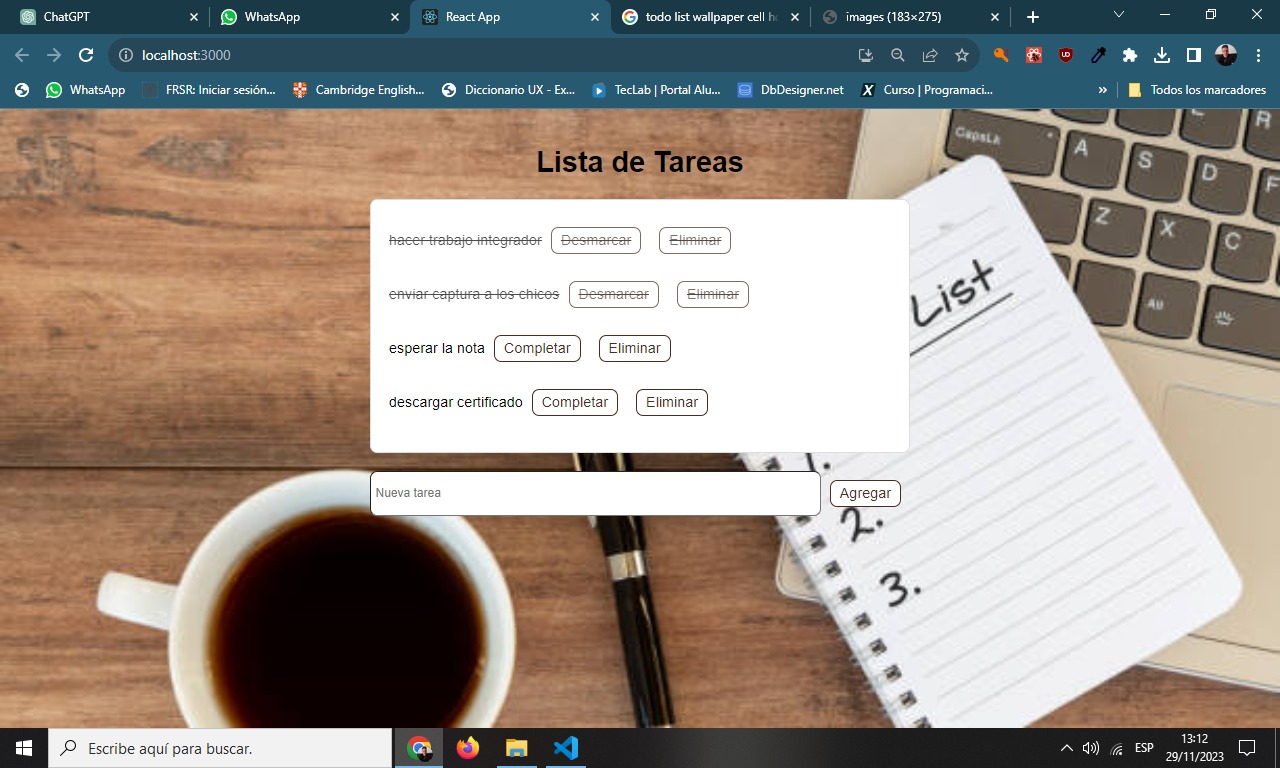 ChatGPT
WhatsApp
React App
todo list wallpaper cell h
images (183×275)
localhost:3000
WhatsApp
FRSR: Iniciar sesión...
Cambridge English...
Diccionario UX - Ex...
TecLab | Portal Alu...
DbDesigner.net
Curso | Programaci...
»
Todos los marcadores
CapsLk
A
S
D
F
E
R
Z
X
C
Alt
Lista de Tareas
hacer trabajo integrador Desmarcar Eliminar
enviar captura a los chicos Desmarcar Eliminar
esperar la nota Completar Eliminar
descargar certificado Completar Eliminar
List
1.
Nueva tarea
Agregar
2.
3.
Escribe aquí para buscar.
ESP
13:12
29/11/2023